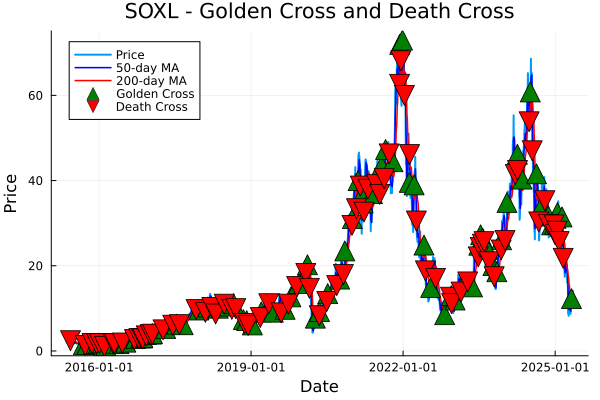 SOXL - Golden Cross and Death Cross
Price
50-day MA
200-day MA
Golden Cross
Death Cross
Price
60
40
20
0
2016-01-01
2019-01-01
2022-01-01
2025-01-01
Date